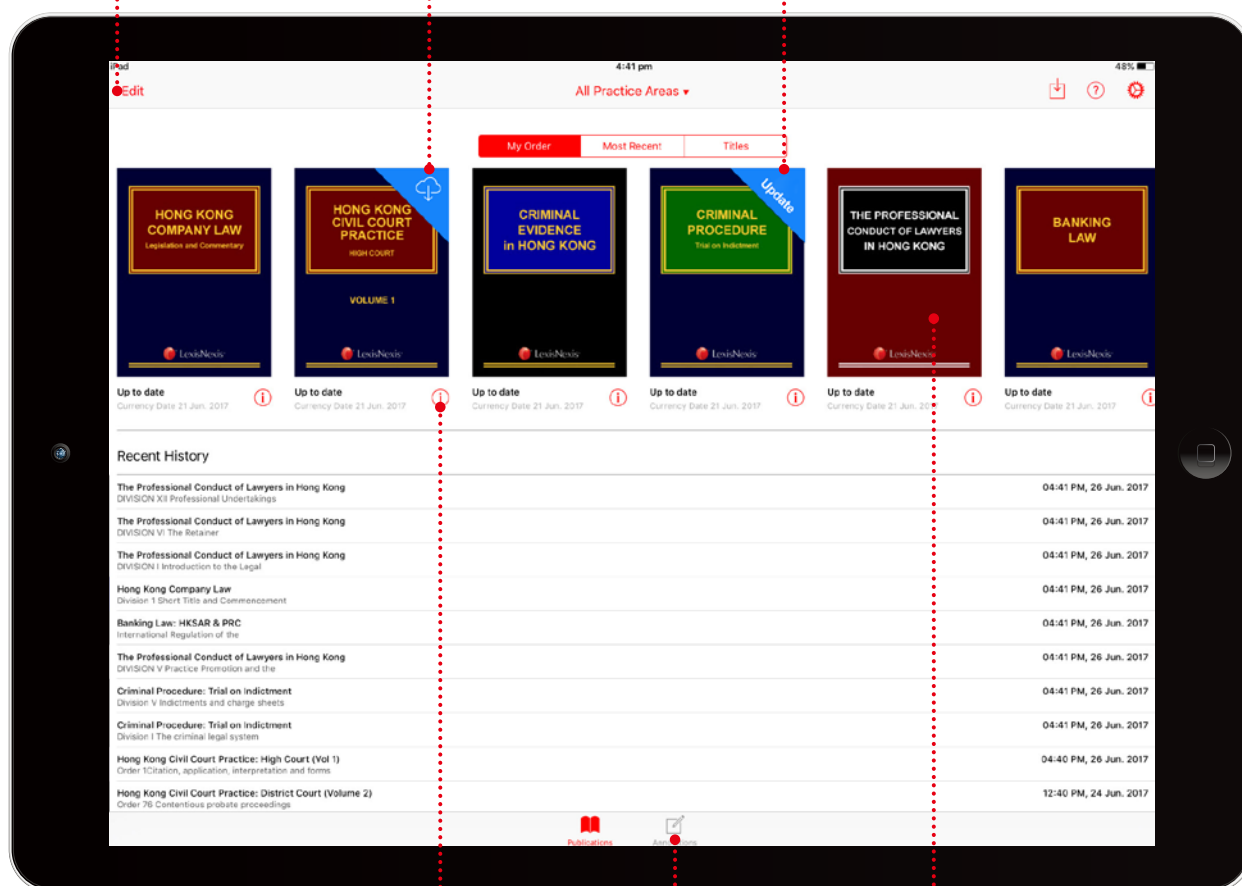 iPad 4:41 pm 48%
Edit All Practice Areas ▾ ?
My Order Most Recent Titles
HONG KONG
COMPANY LAW
Legislation and Commentary
LexisNexis
HONG KONG
CIVIL COURT
PRACTICE
HIGH COURT
VOLUME 1
LexisNexis
CRIMINAL
EVIDENCE
in HONG KONG
LexisNexis
Update
CRIMINAL
PROCEDURE
Trial on Indictment
LexisNexis
THE PROFESSIONAL
CONDUCT OF LAWYERS
IN HONG KONG
LexisNexis
BANKING
LAW
LexisNexis
Up to date
Currency Date 21 Jun. 2017
Up to date
Currency Date 21 Jun. 2017
Up to date
Currency Date 21 Jun. 2017
Up to date
Currency Date 21 Jun. 2017
Up to date
Currency Date 21 Jun. 2017
Up to date
Currency Date 21 Jun. 2017
Recent History
The Professional Conduct of Lawyers in Hong Kong 04:41 PM, 26 Jun. 2017
DIVISION XII Professional Undertakings
The Professional Conduct of Lawyers in Hong Kong 04:41 PM, 26 Jun. 2017
DIVISION VI The Retainer
The Professional Conduct of Lawyers in Hong Kong 04:41 PM, 26 Jun. 2017
DIVISION I Introduction to the Legal
Hong Kong Company Law 04:41 PM, 26 Jun. 2017
Division 1 Short Title and Commencement
Banking Law: HKSAR & PRC 04:41 PM, 26 Jun. 2017
International Regulation of the
The Professional Conduct of Lawyers in Hong Kong 04:41 PM, 26 Jun. 2017
DIVISION V Practice Promotion and the
Criminal Procedure: Trial on Indictment 04:41 PM, 26 Jun. 2017
Division V Indictments and charge sheets
Criminal Procedure: Trial on Indictment 04:41 PM, 26 Jun. 2017
Division I The criminal legal system
Hong Kong Civil Court Practice: High Court (Vol 1) 04:40 PM, 26 Jun. 2017
Order 1Citation, application, interpretation and forms
Hong Kong Civil Court Practice: District Court (Volume 2) 12:40 PM, 24 Jun. 2017
Order 76 Contentious probate proceedings
Publications Annotations